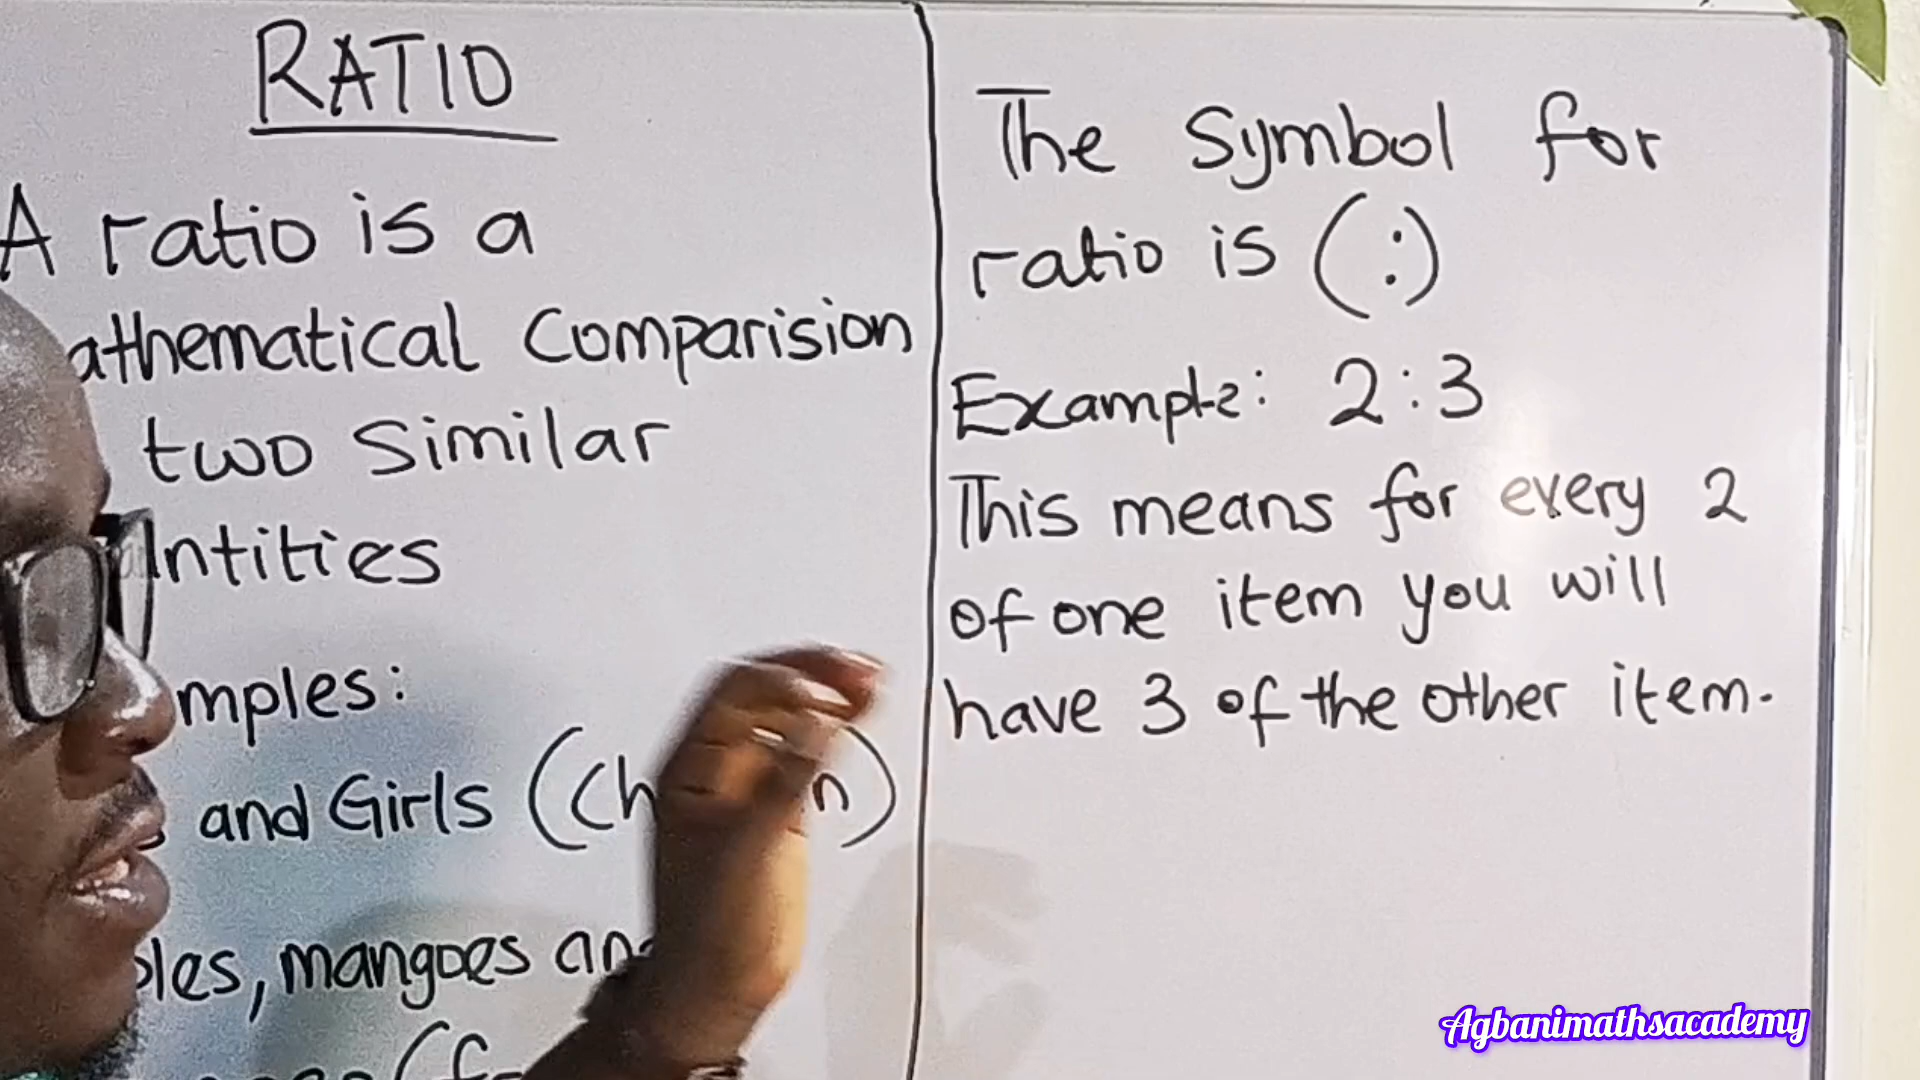 RATIO
A ratio is a
athematical Comparision
two Similar
ntities
mples:
and Girls (Ch n)
les, mangoes an
The Symbol for
ratio is (:)
Example: 2:3
This means for every 2
of one item you will
have 3 of the other item.
Agbanimathsacademy